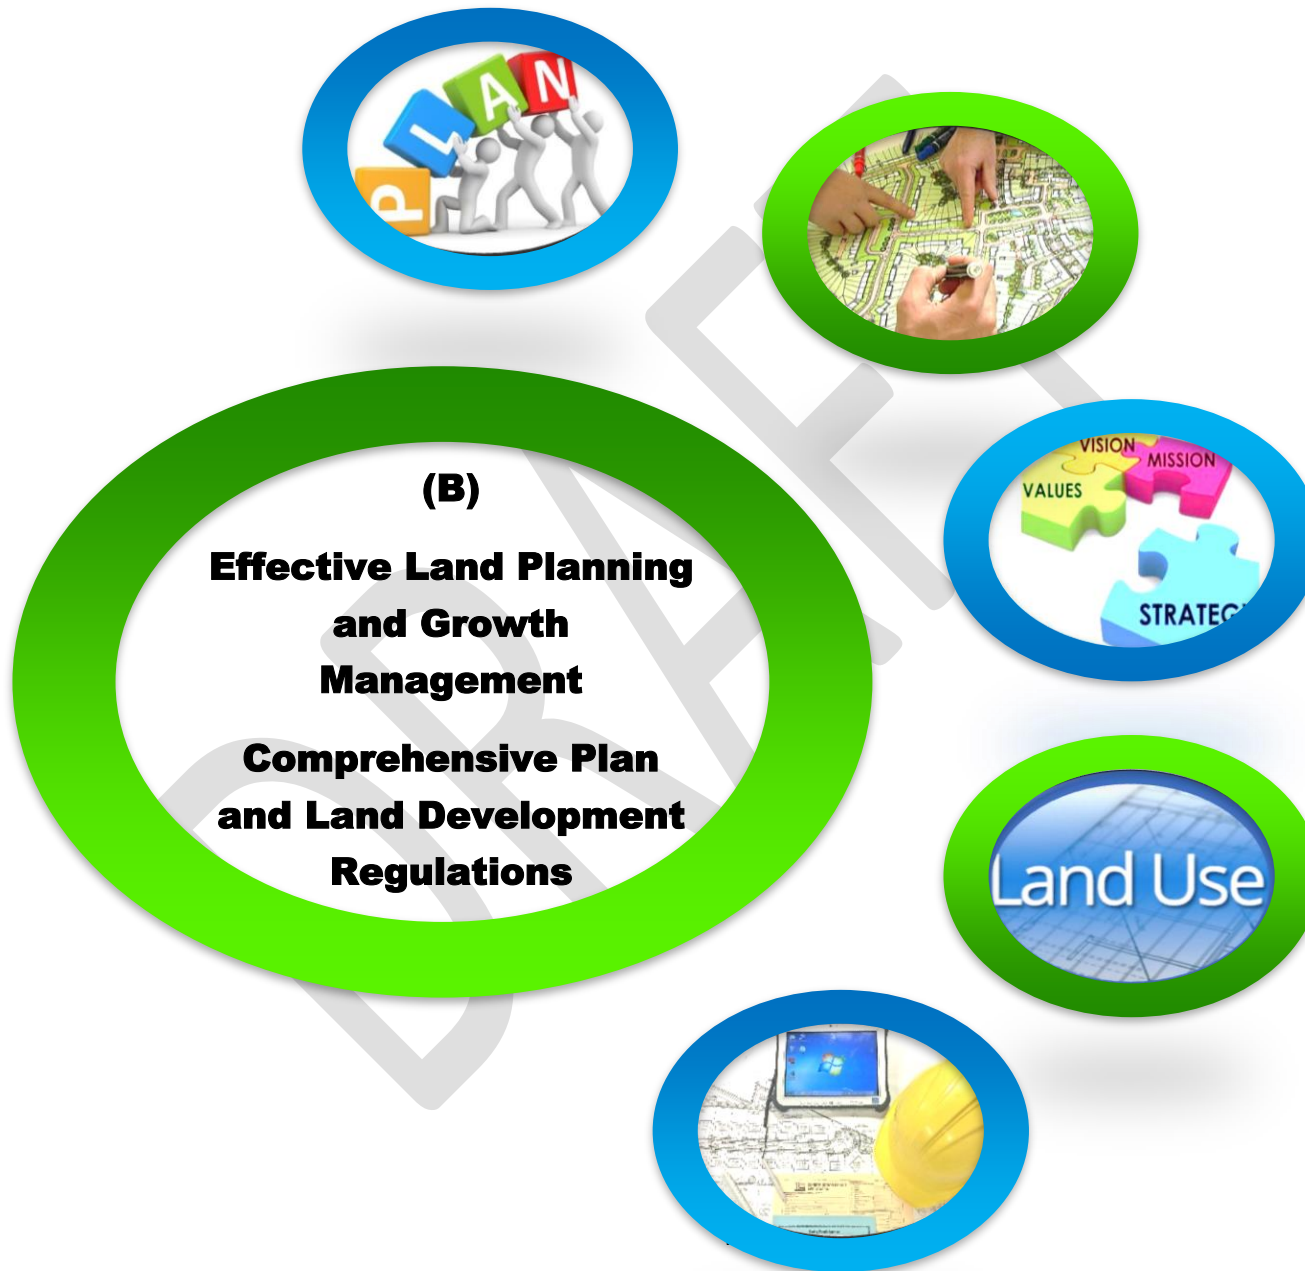 PLAN
(B)
Effective Land Planning
and Growth
Management
Comprehensive Plan
and Land Development
Regulations
VISION
MISSION
VALUES
STRATEG
Land Use
DRAFT